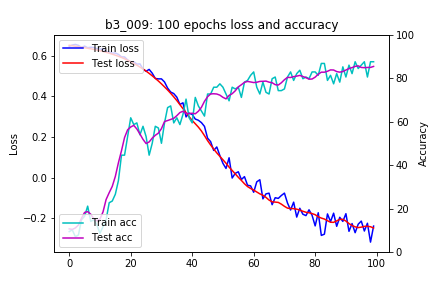 b3_009: 100 epochs loss and accuracy
Train loss
Test loss
Train acc
Test acc
Loss
Accuracy
0.6
0.4
0.2
0.0
−0.2
100
80
60
40
20
0
0 20 40 60 80 100